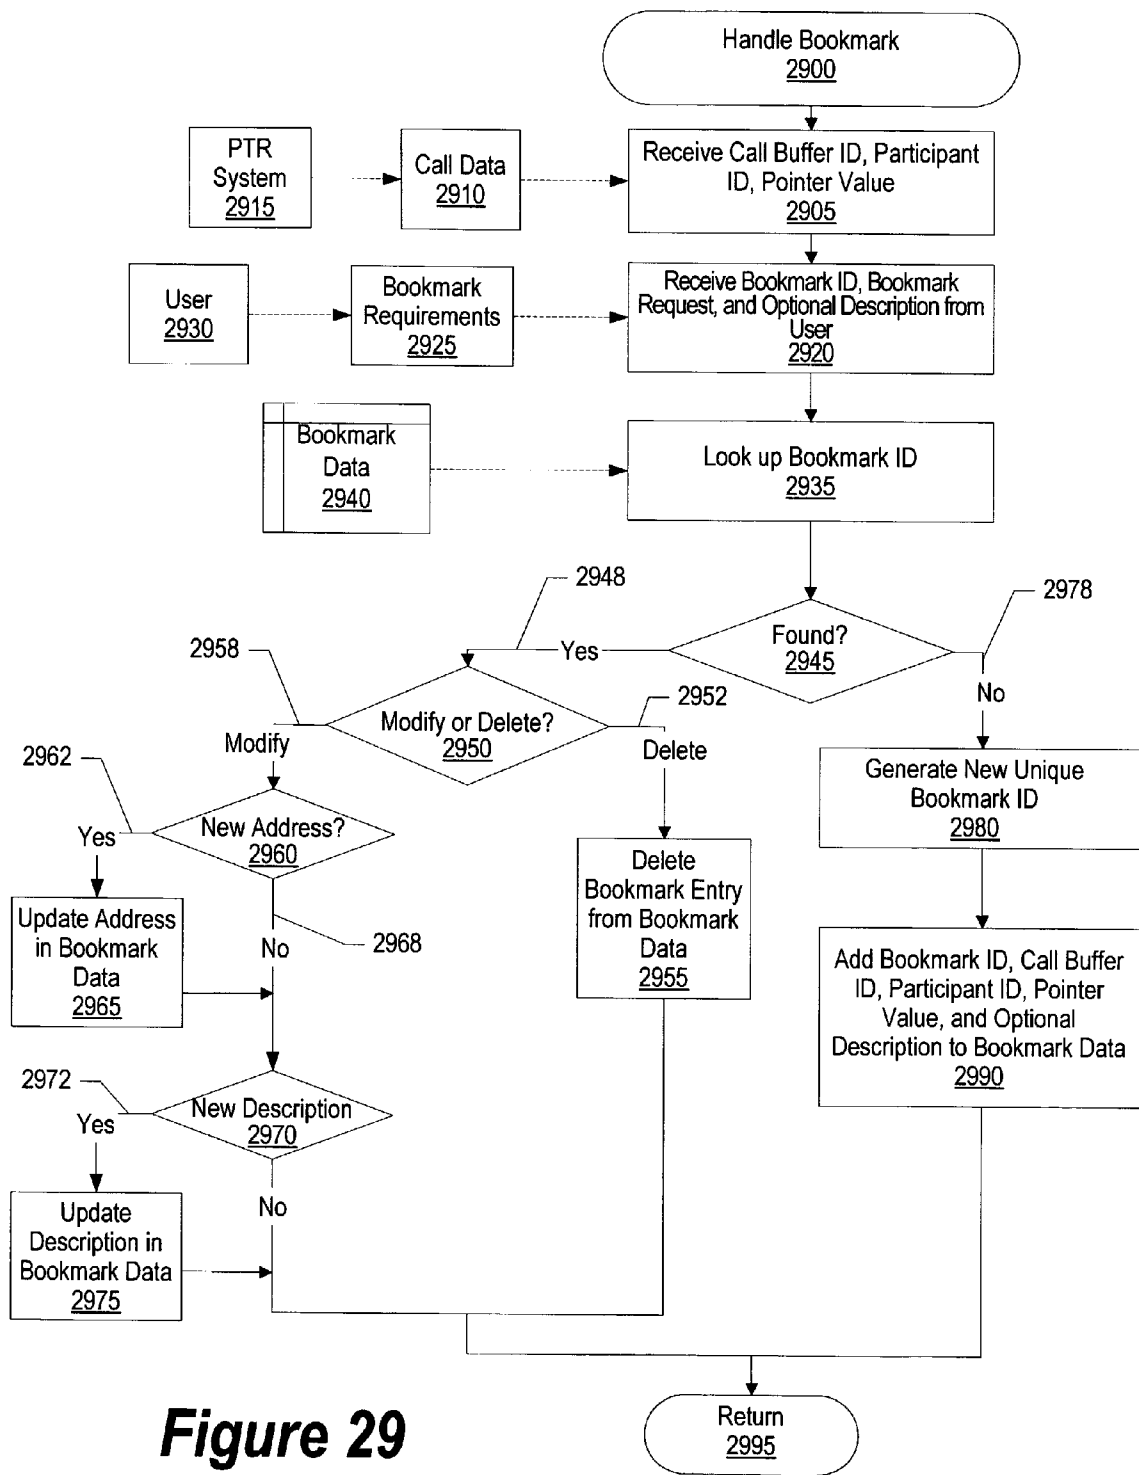 Handle Bookmark
2900
PTR
System
2915
Call Data
2910
Receive Call Buffer ID, Participant
ID, Pointer Value
2905
User
2930
Bookmark
Requirements
2925
Receive Bookmark ID, Bookmark
Request, and Optional Description from
User
2920
Bookmark
Data
2940
Look up Bookmark ID
2935
2948
2978
Found?
2945
Yes
No
2958
2952
Modify or Delete?
2950
Modify
Delete
2962
New Address?
2960
Yes
No
2968
Generate New Unique
Bookmark ID
2980
Update Address
in Bookmark
Data
2965
Delete
Bookmark Entry
from Bookmark
Data
2955
Add Bookmark ID, Call Buffer
ID, Participant ID, Pointer
Value, and Optional
Description to Bookmark Data
2990
2972
New Description
2970
Yes
No
Update
Description in
Bookmark Data
2975
Return
2995
Figure 29